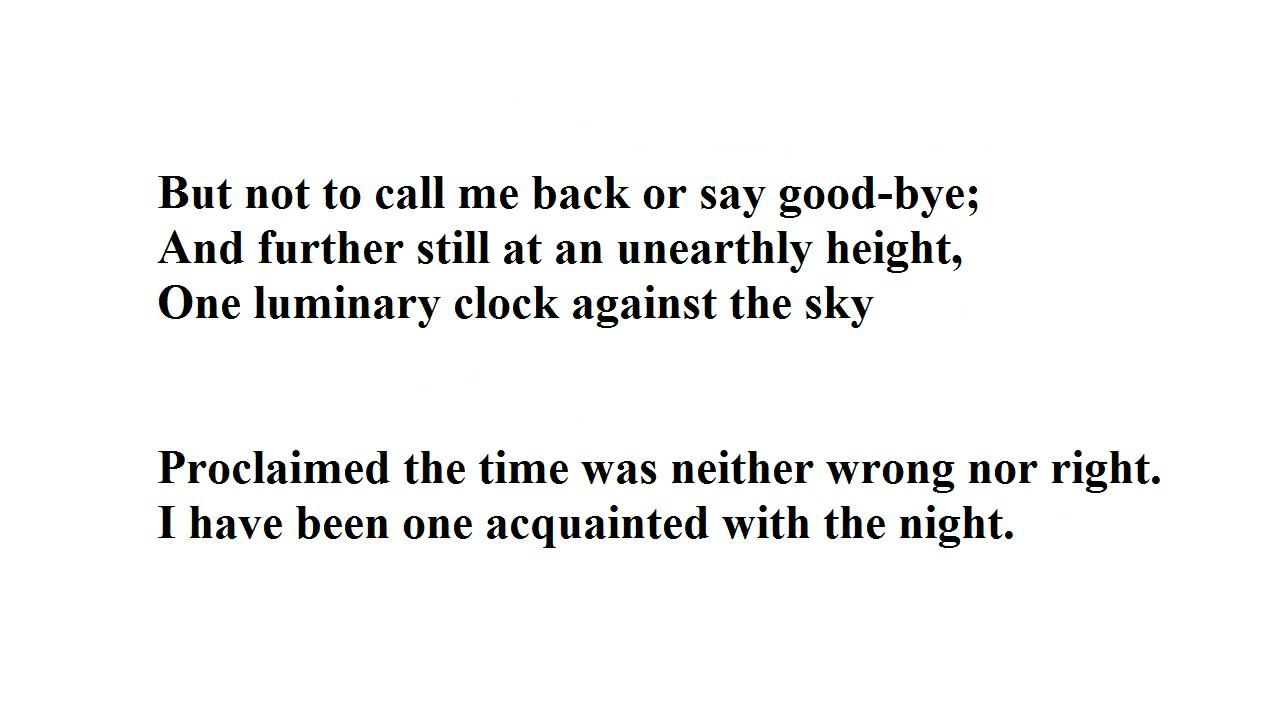 But not to call me back or say good-bye;
And further still at an unearthly height,
One luminary clock against the sky
Proclaimed the time was neither wrong nor right.
I have been one acquainted with the night.